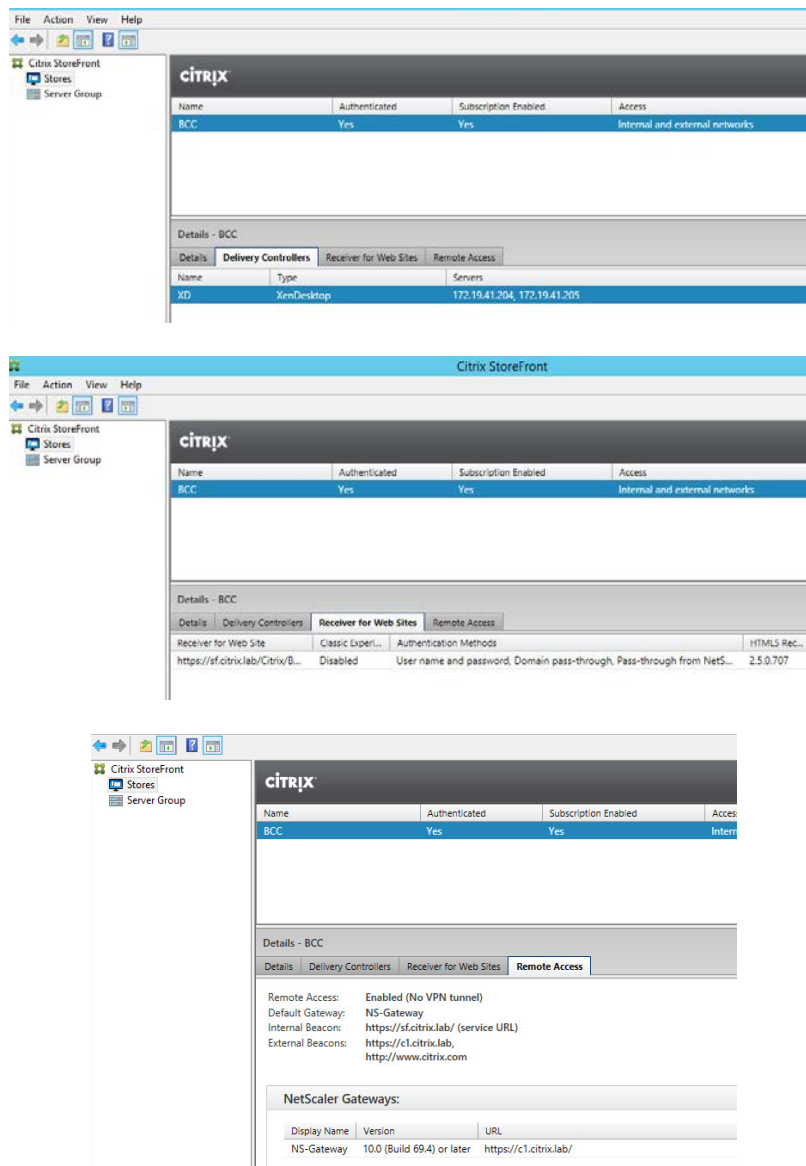 File Action View Help
Citrix StoreFront
Stores
Server Group
CITRIX
Name Authenticated Subscription Enabled Access
BCC Yes Yes Internal and external networks
Details - BCC
Details Delivery Controllers Receiver for Web Sites Remote Access
Name Type Servers
XD XenDesktop 172.19.41.204, 172.19.41.205
Citrix StoreFront
File Action View Help
Citrix StoreFront
Stores
Server Group
CITRIX
Name Authenticated Subscription Enabled Access
BCC Yes Yes Internal and external networks
Details - BCC
Details Delivery Controllers Receiver for Web Sites Remote Access
Receiver for Web Site Classic Experi... Authentication Methods HTML5 Rec...
https://sf.citrix.lab/Citrix/B... Disabled User name and password, Domain pass-through, Pass-through from NetS... 2.5.0.707
Citrix StoreFront
Stores
Server Group
CITRIX
Name Authenticated Subscription Enabled Acces
BCC Yes Yes Intern
Details - BCC
Details Delivery Controllers Receiver for Web Sites Remote Access
Remote Access: Enabled (No VPN tunnel)
Default Gateway: NS-Gateway
Internal Beacon: https://sf.citrix.lab/ (service URL)
External Beacons: https://c1.citrix.lab,
http://www.citrix.com
NetScaler Gateways:
Display Name Version URL
NS-Gateway 10.0 (Build 69.4) or later https://c1.citrix.lab/